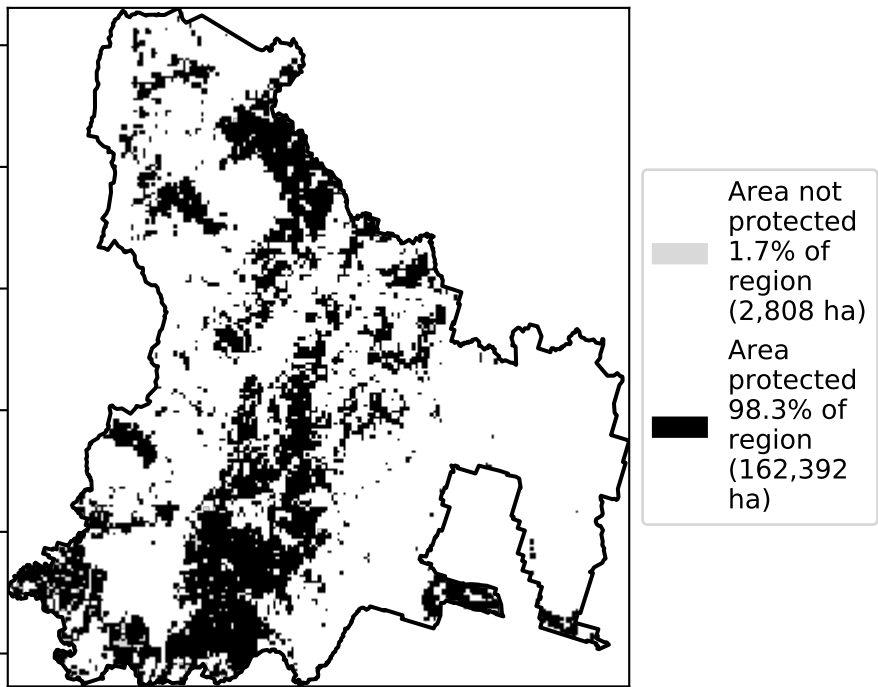 Area not
protected
1.7% of
region
(2,808 ha)
Area
protected
98.3% of
region
(162,392
ha)